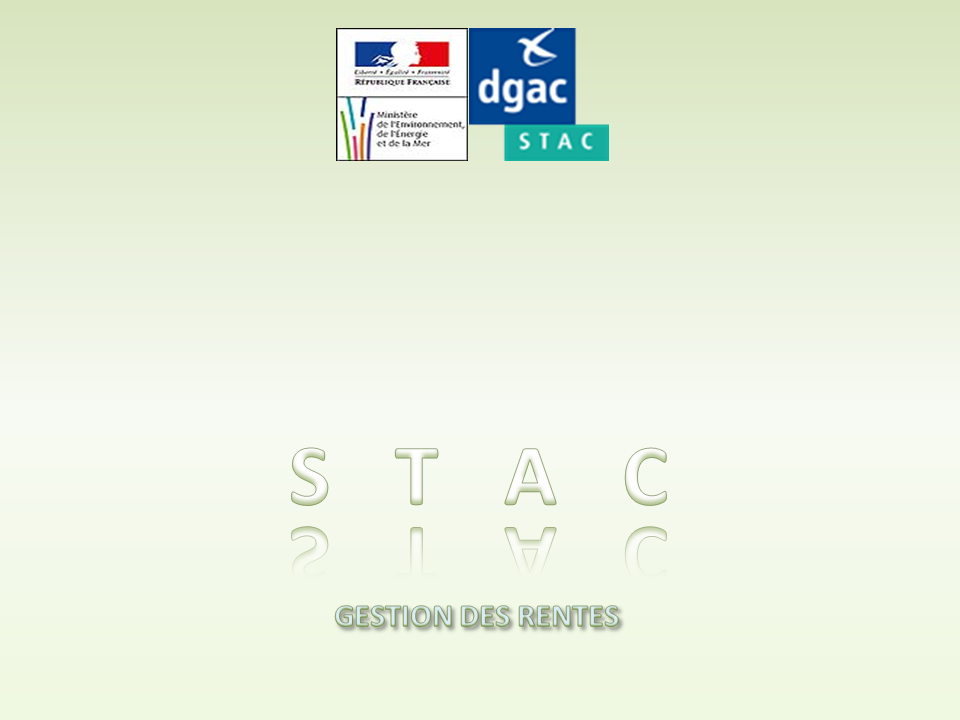 Liberté • Égalité • Fraternité
RÉPUBLIQUE FRANÇAISE
Ministère
de l'Environnement,
de l'Énergie
et de la Mer
dgac
STAC
S T A C
GESTION DES RENTES